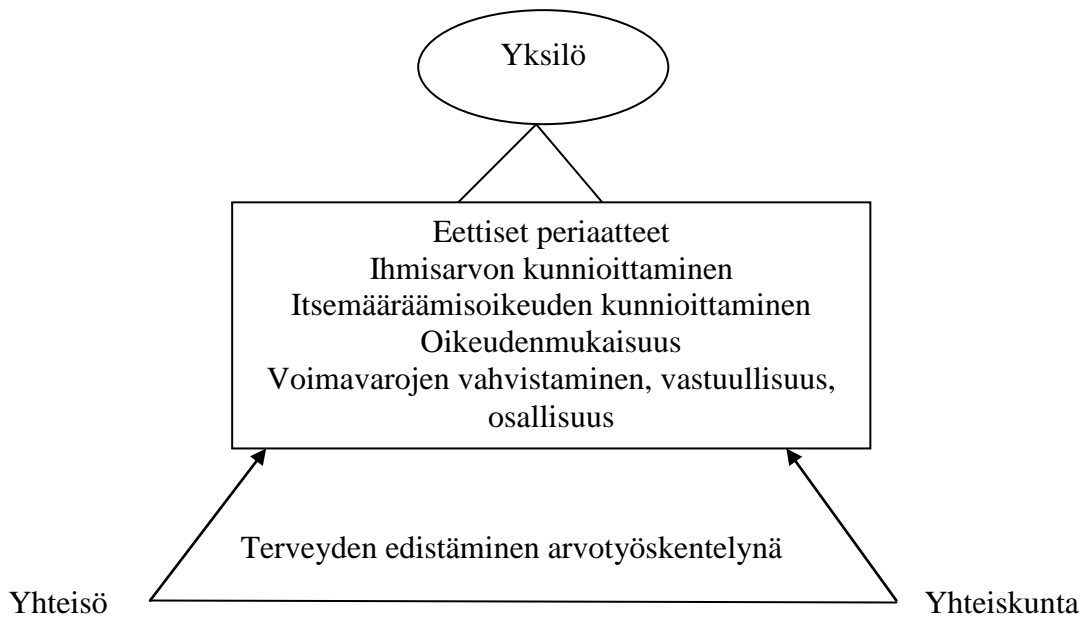 Yksilö
Eettiset periaatteet
Ihmisarvon kunnioittaminen
Itsemääräämisoikeuden kunnioittaminen
Oikeudenmukaisuus
Voimavarojen vahvistaminen, vastuullisuus,
osallisuus
Terveyden edistäminen arvotyöskentelynä
Yhteisö
Yhteiskunta